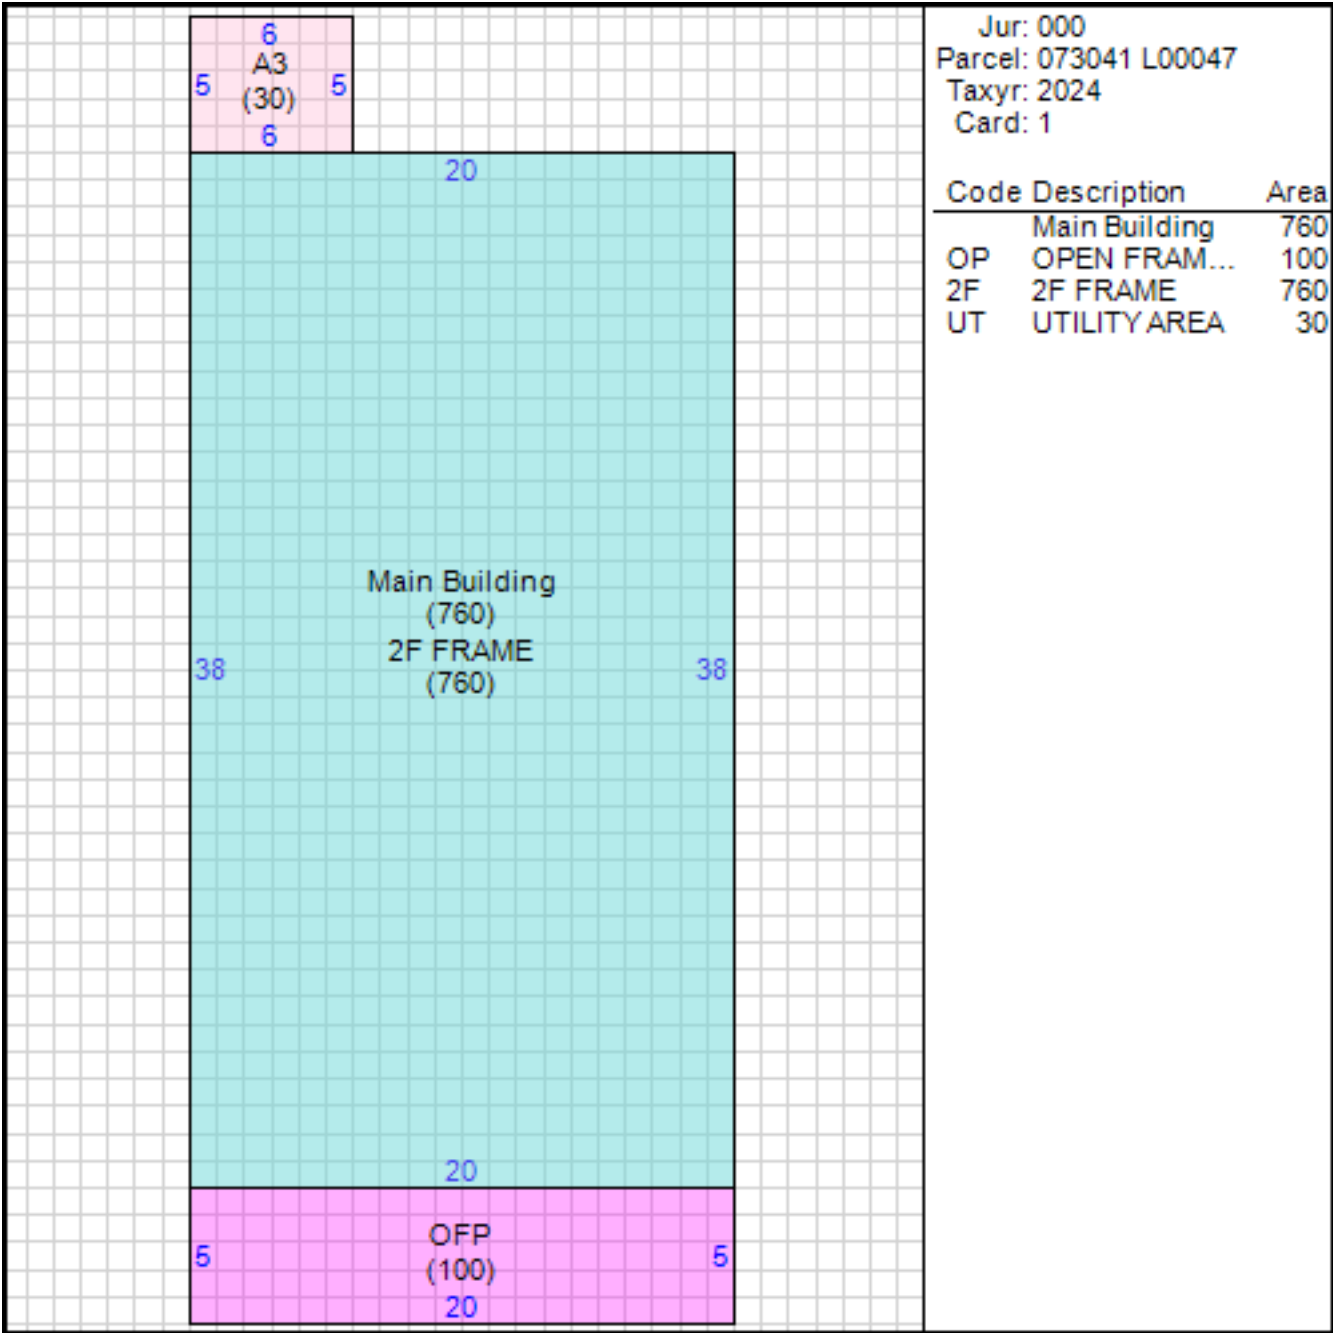 6
A3
5 5
(30)
6
20
Main Building
(760)
2F FRAME
38 38
(760)
20
OFP
5 5
(100)
20
Jur: 000
Parcel: 073041 L00047
Taxyr: 2024
Card: 1
Code Description Area
Main Building 760
OP OPEN FRAM... 100
2F 2F FRAME 760
UT UTILITY AREA 30